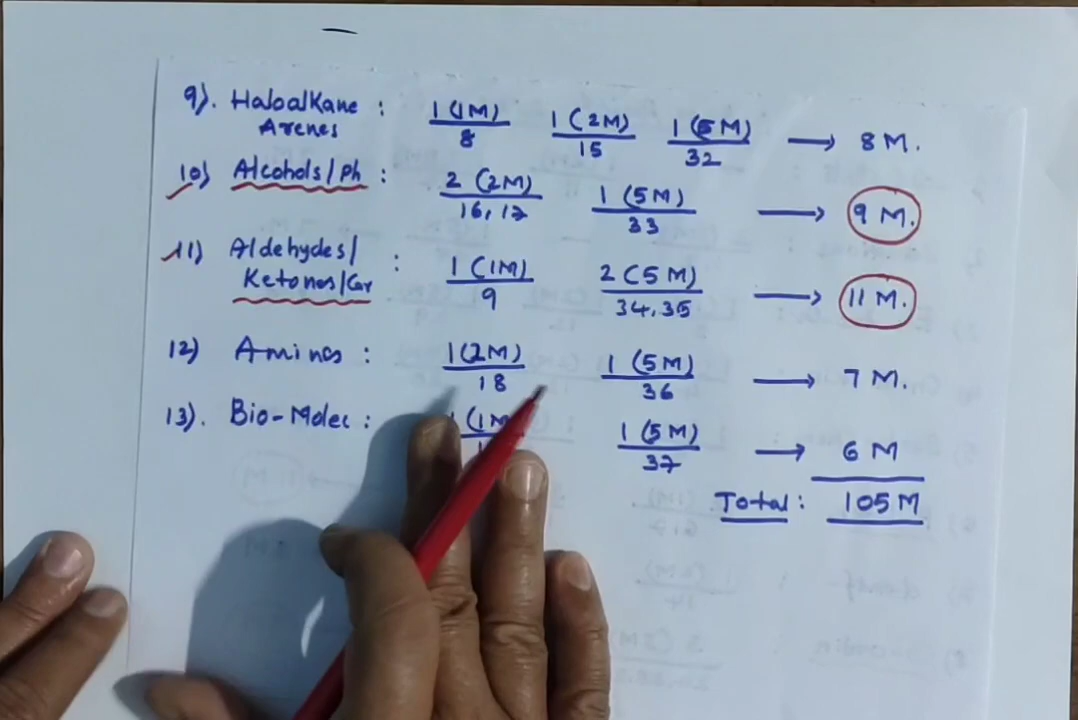 9). Haloalkane : 1 (1M) 1 (2M) 1 (5M) → 8 M.
Arenes 8 15 32
10) Alcohols/Ph : 2 (2M) 1 (5M) → 9 M.
16, 17 33
11) Aldehydes/ : 1 (1M) 2 (5M) → 11 M.
Ketones/Car 9 34, 35
12) Amines : 1 (2M) 1 (5M) → 7 M.
18 36
13). Bio-Molec : (1M 1 (5M) → 6 M
37
Total : 105 M